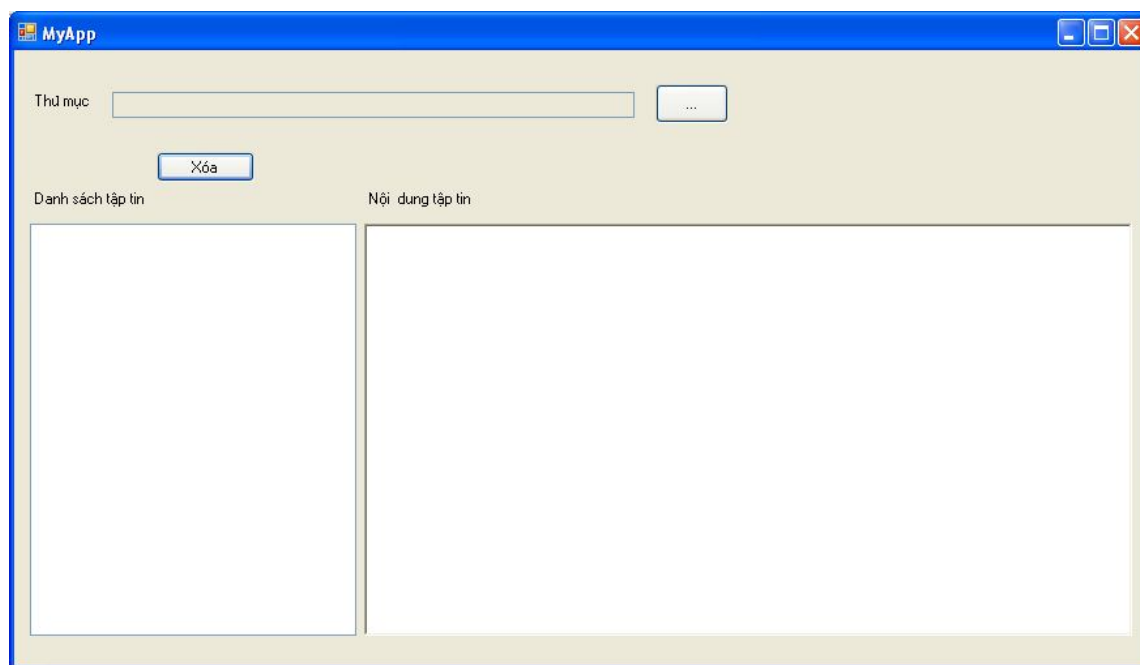 MyApp
Thư mục
...
Xóa
Danh sách tập tin
Nội dung tập tin